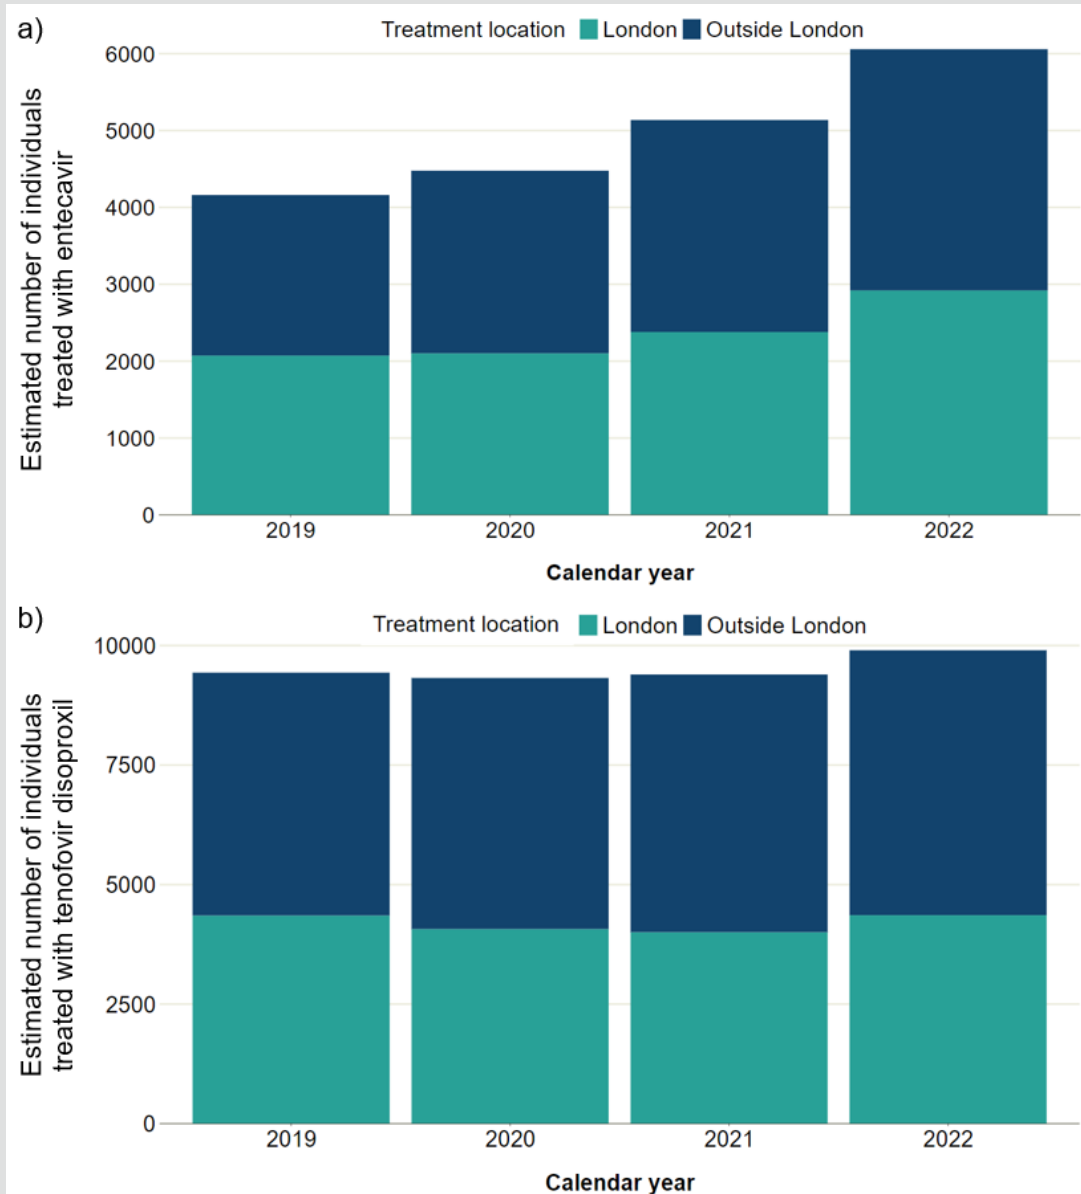 a)
Treatment location London Outside London
Estimated number of individuals
treated with entecavir
6000
5000
4000
3000
2000
1000
0
2019 2020 2021 2022
Calendar year
b)
Treatment location London Outside London
Estimated number of individuals
treated with tenofovir disoproxil
10000
7500
5000
2500
0
2019 2020 2021 2022
Calendar year